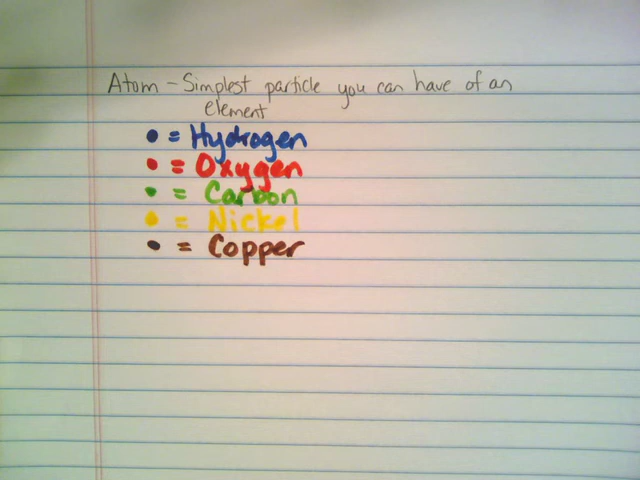 Atom - Simplest particle you can have of an
element
• = Hydrogen
• = Oxygen
• = Carbon
• = Nickel
• = Copper